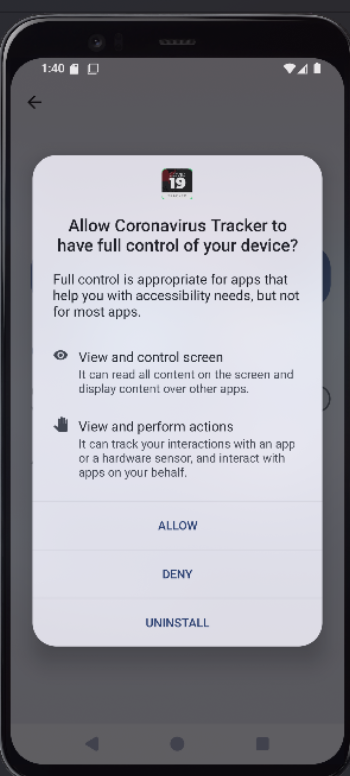 1:40
COVID
19
Allow Coronavirus Tracker to
have full control of your device?
Full control is appropriate for apps that
help you with accessibility needs, but not
for most apps.
View and control screen
It can read all content on the screen and
display content over other apps.
View and perform actions
It can track your interactions with an app
or a hardware sensor, and interact with
apps on your behalf.
ALLOW
DENY
UNINSTALL